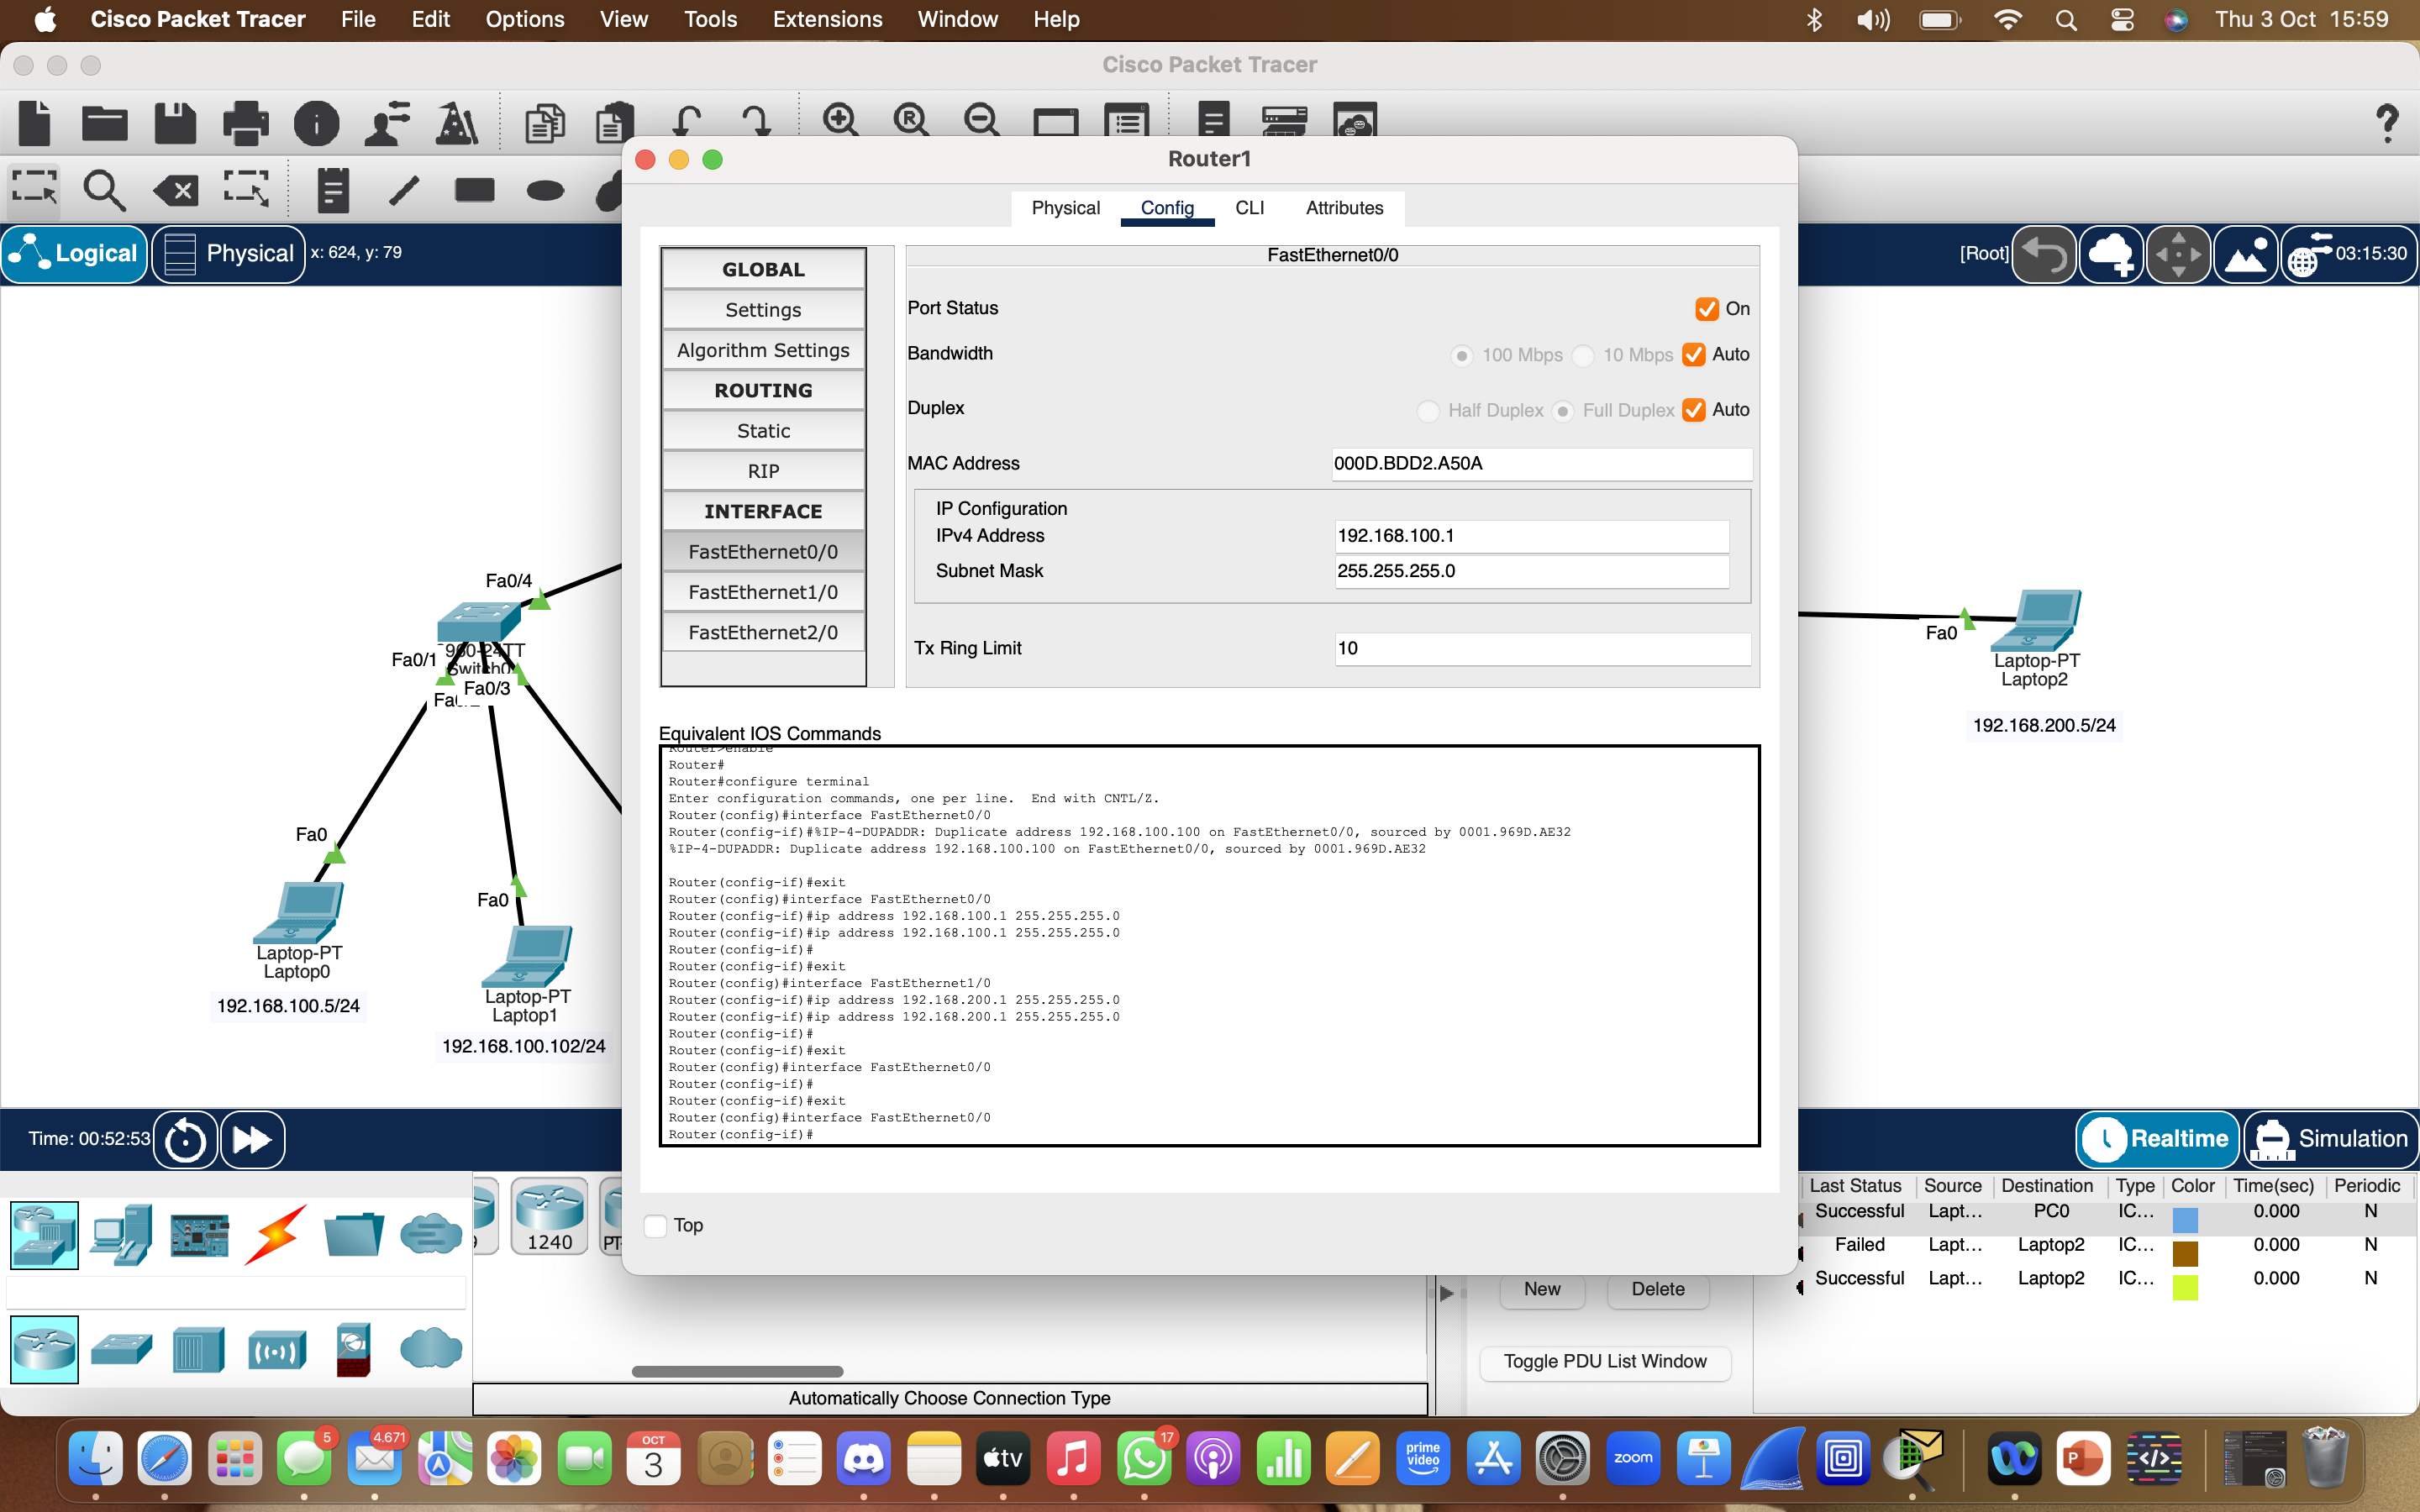 Cisco Packet Tracer File Edit Options View Tools Extensions Window Help Thu 3 Oct 15:59
Cisco Packet Tracer
Router1
Physical Config CLI Attributes
Logical Physical x: 624, y: 79
[Root] 03:15:30
GLOBAL
Settings
Algorithm Settings
ROUTING
Static
RIP
INTERFACE
FastEthernet0/0
FastEthernet1/0
FastEthernet2/0
FastEthernet0/0
Port Status On
Bandwidth 100 Mbps 10 Mbps Auto
Duplex Half Duplex Full Duplex Auto
MAC Address 000D.BDD2.A50A
IP Configuration
IPv4 Address 192.168.100.1
Subnet Mask 255.255.255.0
Tx Ring Limit 10
Equivalent IOS Commands
Router>enable
Router#
Router#configure terminal
Enter configuration commands, one per line. End with CNTL/Z.
Router(config)#interface FastEthernet0/0
Router(config-if)#%IP-4-DUPADDR: Duplicate address 192.168.100.100 on FastEthernet0/0, sourced by 0001.969D.AE32
%IP-4-DUPADDR: Duplicate address 192.168.100.100 on FastEthernet0/0, sourced by 0001.969D.AE32
Router(config-if)#exit
Router(config)#interface FastEthernet0/0
Router(config-if)#ip address 192.168.100.1 255.255.255.0
Router(config-if)#ip address 192.168.100.1 255.255.255.0
Router(config-if)#
Router(config-if)#exit
Router(config)#interface FastEthernet1/0
Router(config-if)#ip address 192.168.200.1 255.255.255.0
Router(config-if)#ip address 192.168.200.1 255.255.255.0
Router(config-if)#
Router(config-if)#exit
Router(config)#interface FastEthernet0/0
Router(config-if)#
Router(config-if)#exit
Router(config)#interface FastEthernet0/0
Router(config-if)#
Top
Fa0/4
Fa0/1
Switch0
Fa0/3
Fa0
Laptop-PT
Laptop0
192.168.100.5/24
Fa0
Laptop-PT
Laptop1
192.168.100.102/24
Fa0
Laptop-PT
Laptop2
192.168.200.5/24
Time: 00:52:53
Realtime Simulation
1240
PT
Automatically Choose Connection Type
New Delete
Toggle PDU List Window
Last Status Source Destination Type Color Time(sec) Periodic
Successful Lapt... PC0 IC... 0.000 N
Failed Lapt... Laptop2 IC... 0.000 N
Successful Lapt... Laptop2 IC... 0.000 N
5
4.671
OCT
3
tv
17
prime
video
zoom
P